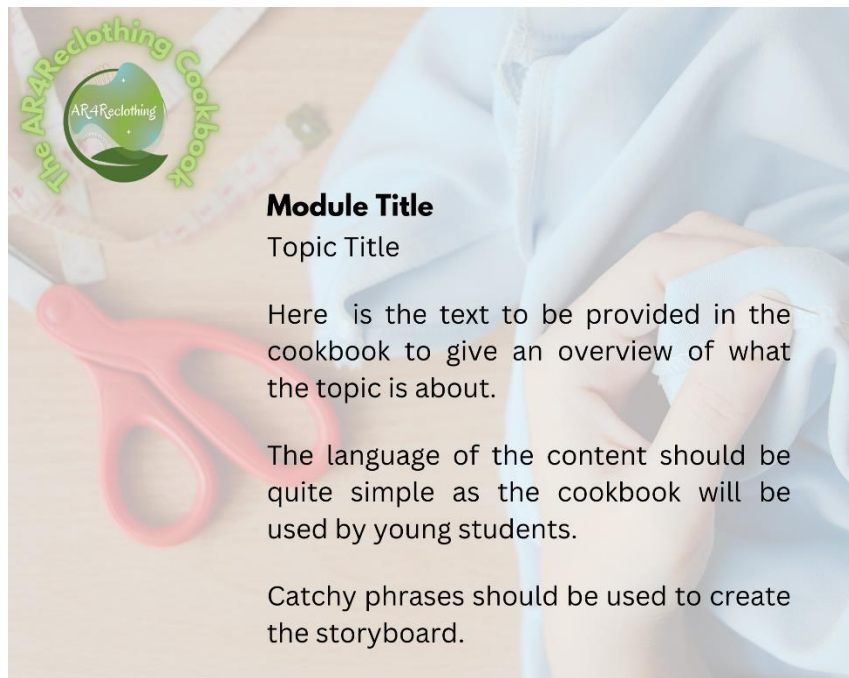 The AR4Reclothing Cookbook
AR4Reclothing
Module Title
Topic Title
Here is the text to be provided in the
cookbook to give an overview of what
the topic is about.
The language of the content should be
quite simple as the cookbook will be
used by young students.
Catchy phrases should be used to create
the storyboard.